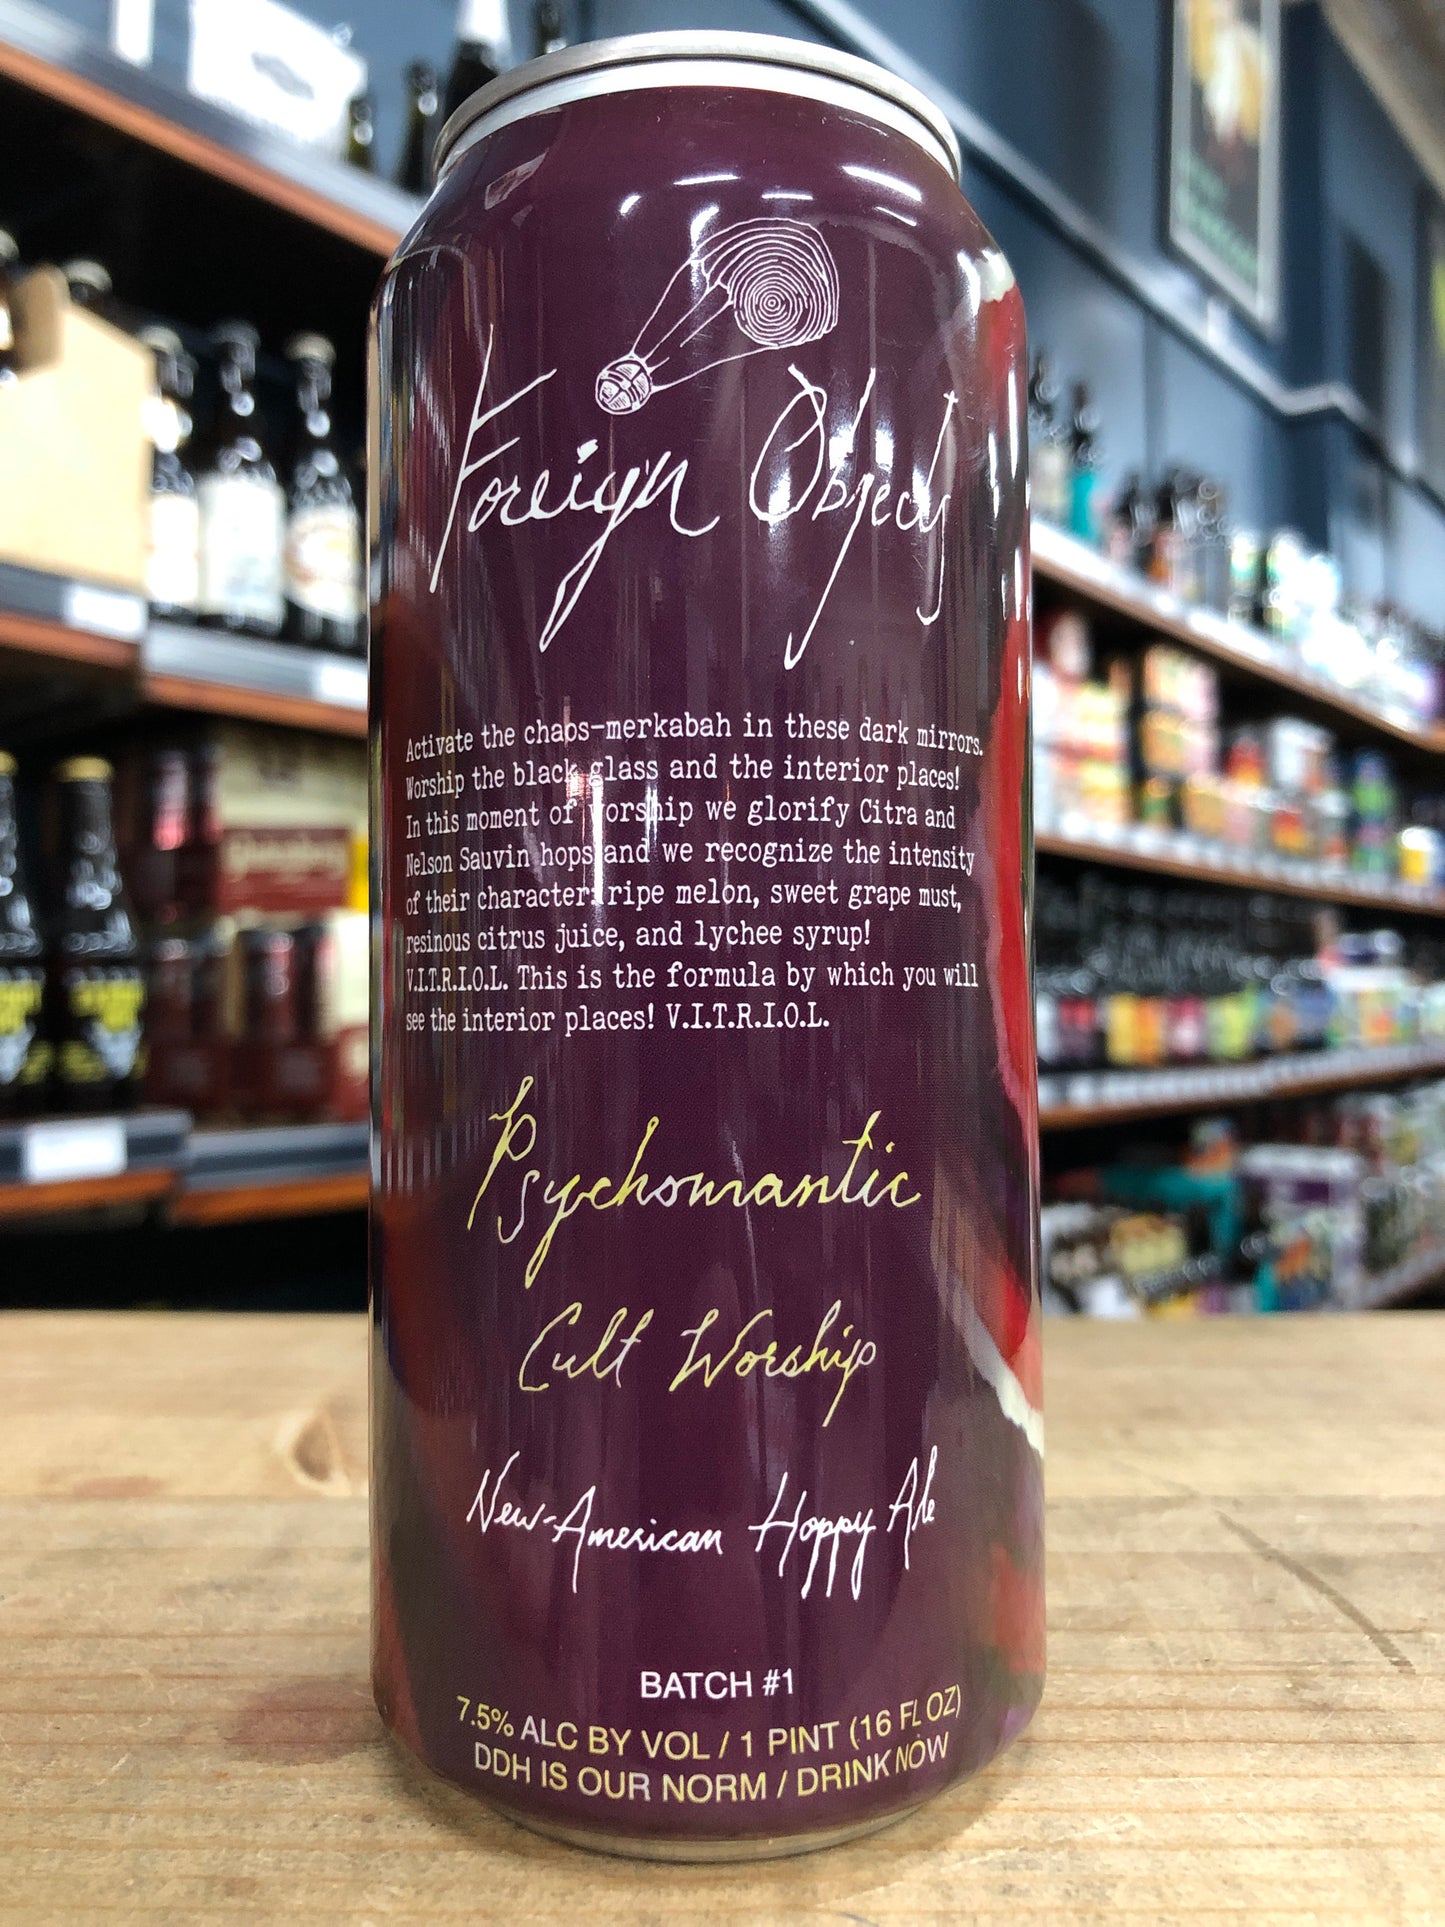 Foreign Objects
Activate the chaos-merkabah in these dark mirrors.
Worship the black glass and the interior places!
In this moment of worship we glorify Citra and
Nelson Sauvin hops and we recognize the intensity
of their character: ripe melon, sweet grape must,
resinous citrus juice, and lychee syrup!
V.I.T.R.I.O.L. This is the formula by which you will
see the interior places! V.I.T.R.I.O.L.
Psychomantic
Cult Worship
New-American Hoppy Ale
BATCH #1
7.5% ALC BY VOL / 1 PINT (16 FL OZ)
DDH IS OUR NORM / DRINK NOW